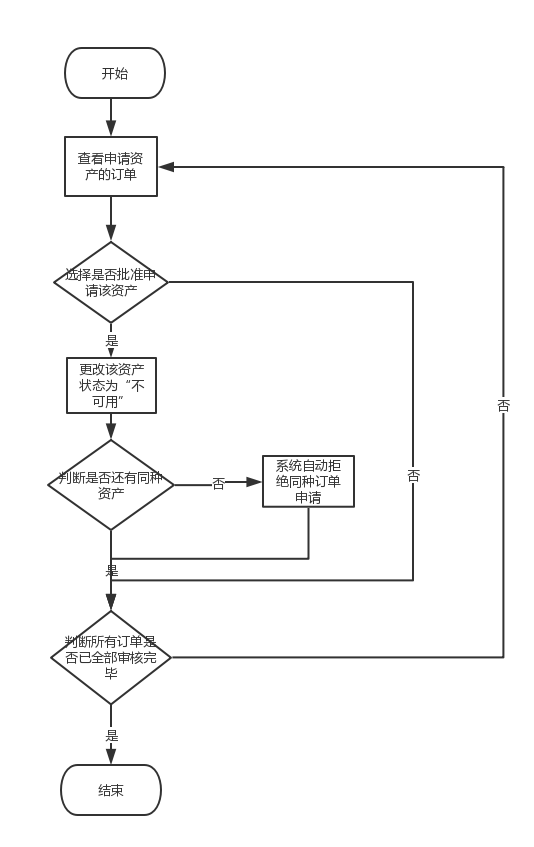 开始
查看申请资
产的订单
选择是否批准申
请该资产
是
更改该资产
状态为“不
可用”
否
判断是否还有同种
资产
否
系统自动拒
绝同种订单
申请
否
是
判断所有订单是
否已全部审核完
毕
是
结束